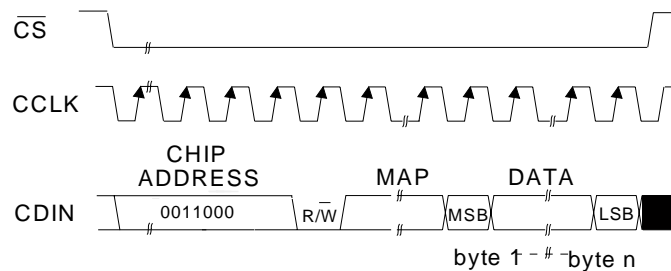 CS
CCLK
CHIP
ADDRESS
MAP
DATA
CDIN
0011000
R/W
MSB
LSB
byte 1
byte n